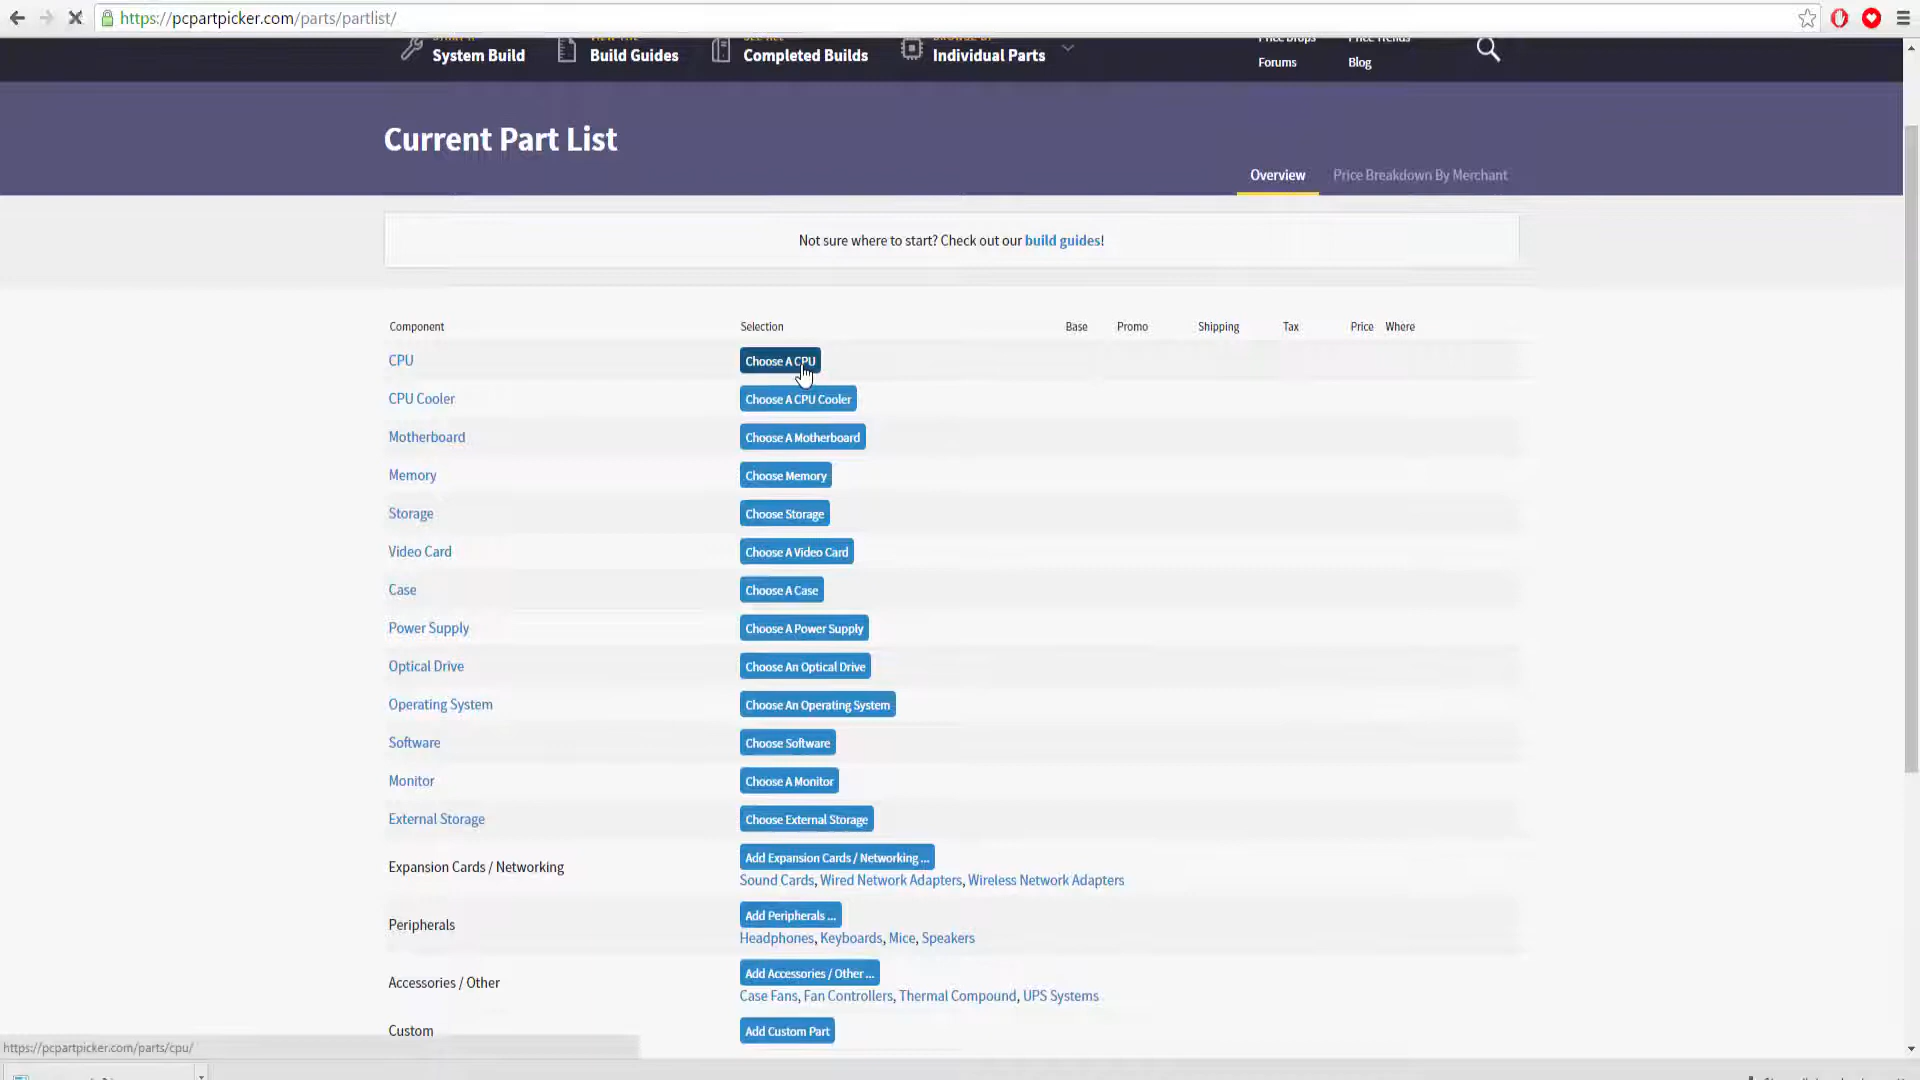 https://pcpartpicker.com/parts/partlist/
System Build
Build Guides
Completed Builds
Individual Parts
Price Drops
Price Trends
Forums
Blog
Current Part List
Overview
Price Breakdown By Merchant
Not sure where to start? Check out our build guides!
Component Selection Base Promo Shipping Tax Price Where
CPU Choose A CPU
CPU Cooler Choose A CPU Cooler
Motherboard Choose A Motherboard
Memory Choose Memory
Storage Choose Storage
Video Card Choose A Video Card
Case Choose A Case
Power Supply Choose A Power Supply
Optical Drive Choose An Optical Drive
Operating System Choose An Operating System
Software Choose Software
Monitor Choose A Monitor
External Storage Choose External Storage
Expansion Cards / Networking Add Expansion Cards / Networking ...
Sound Cards, Wired Network Adapters, Wireless Network Adapters
Peripherals Add Peripherals ...
Headphones, Keyboards, Mice, Speakers
Accessories / Other Add Accessories / Other ...
Case Fans, Fan Controllers, Thermal Compound, UPS Systems
Custom Add Custom Part
https://pcpartpicker.com/parts/cpu/